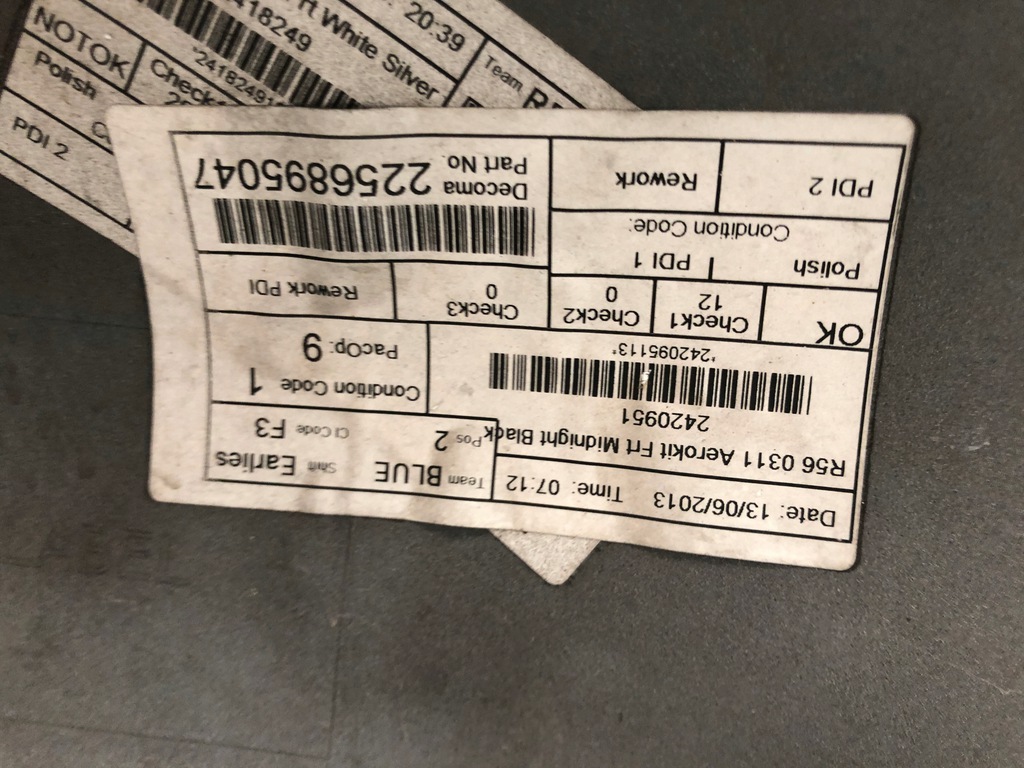 Date: 13/06/2013 Time: 07:12
Team BLUE Shift Earlies
R56 0311 Aerokit Frt Midnight Black
Pos 2 CI Code F3
2420951
*242095113*
Condition Code 1
PacOp: 9
OK
Check1 12
Check2 0
Check3 0
Rework PDI
Polish PDI 1
Condition Code:
PDI 2
Rework
Decoma Part No. 2256895047
20:39
Team
White Silver
418249
NOTOK
Polish
PDI 2